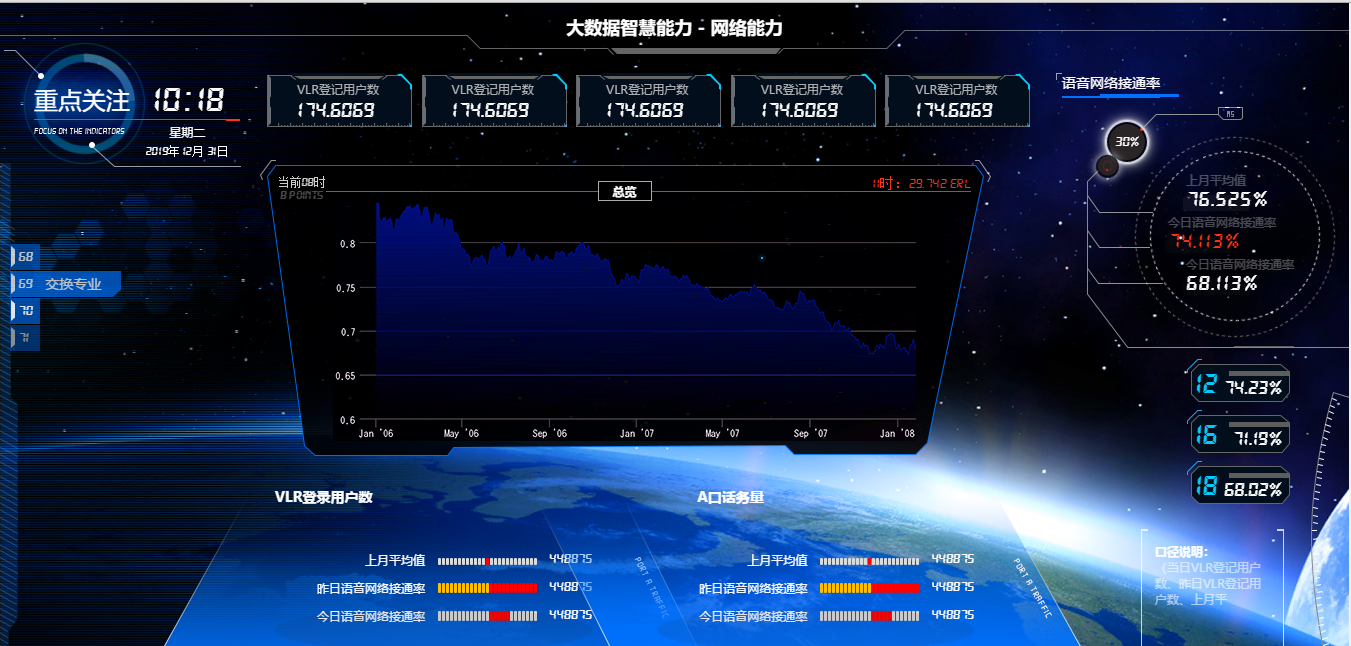 大数据智慧能力 - 网络能力
重点关注
FOCUS ON THE INDICATORS
10:18
星期二
2019年 12月 31日
VLR登记用户数
174.6069
VLR登记用户数
174.6069
VLR登记用户数
174.6069
VLR登记用户数
174.6069
VLR登记用户数
174.6069
语音网络接通率
30%
上月平均值
76.525%
今日语音网络接通率
74.113%
今日语音网络接通率
68.113%
68
69 交换专业
70
71
当前08时
8 POINTS
总览
11时： 29.742 ERL
0.8
0.75
0.7
0.65
0.6
Jan '06
May '06
Sep '06
Jan '07
May '07
Sep '07
Jan '08
12 74.23%
16 71.19%
18 68.02%
VLR登录用户数
上月平均值 448875
昨日语音网络接通率 448875
今日语音网络接通率 448875
PORT A TRAFFIC
A口话务量
上月平均值 448875
昨日语音网络接通率 448875
今日语音网络接通率 448875
PORT A TRAFFIC
口径说明:
（当日VLR登记用户
数、昨日VLR登记用
户数、上月平